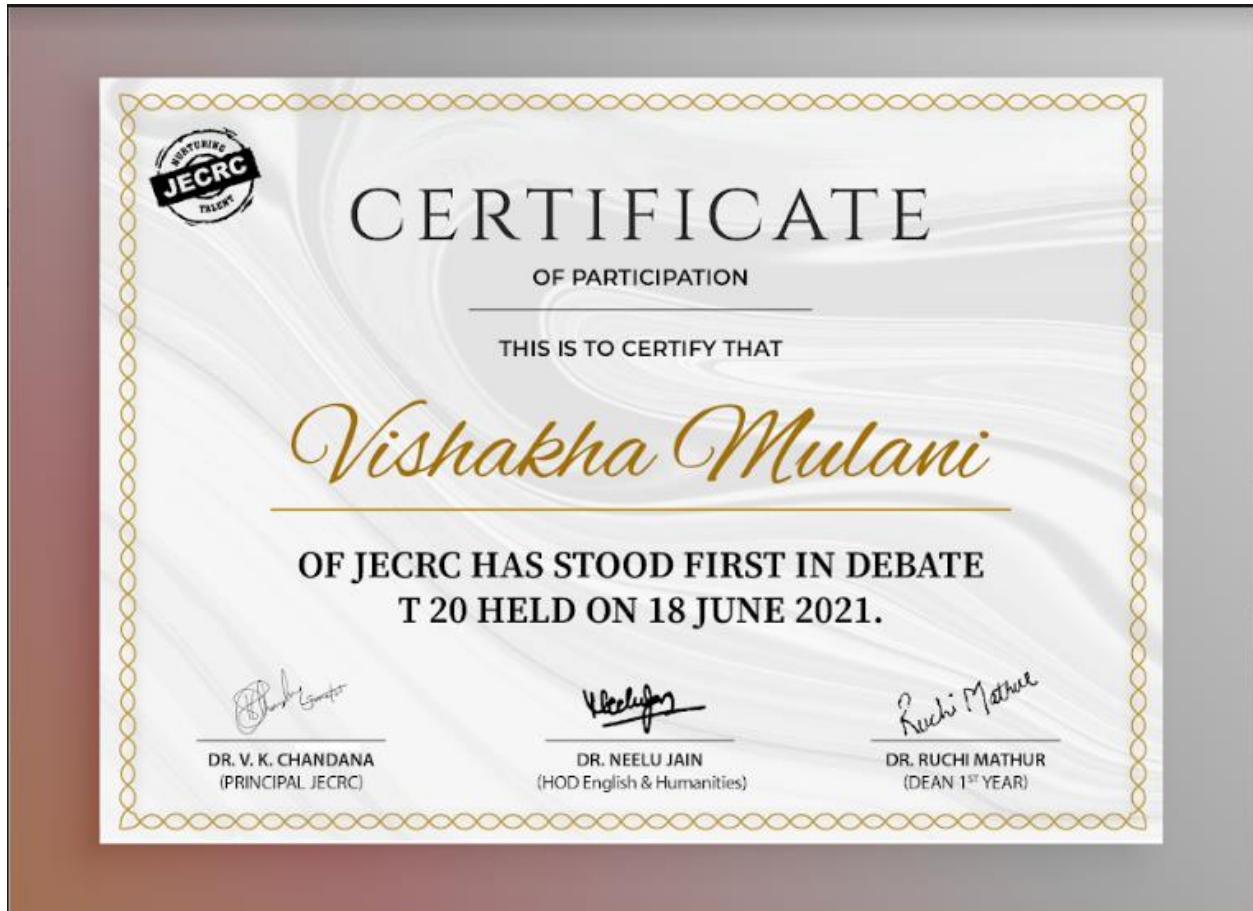 NURTURING
JECRC
TALENT
CERTIFICATE
OF PARTICIPATION
THIS IS TO CERTIFY THAT
Vishakha Mulani
OF JECRC HAS STOOD FIRST IN DEBATE
T 20 HELD ON 18 JUNE 2021.
Ruchi Mathur
DR. V. K. CHANDANA DR. NEELU JAIN DR. RUCHI MATHUR
(PRINCIPAL JECRC) (HOD English & Humanities) (DEAN 1ST YEAR)